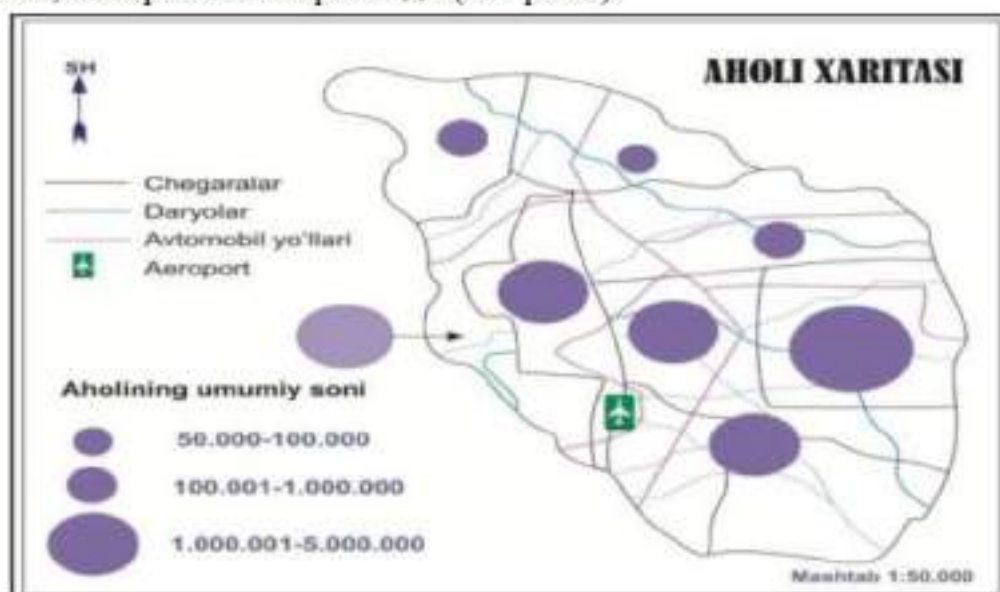 AHOLI XARITASI
SH
Chegaralar
Daryolar
Avtomobil yo'llari
Aeroport
Aholining umumiy soni
50.000-100.000
100.001-1.000.000
1.000.001-5.000.000
Mashtab 1:50.000